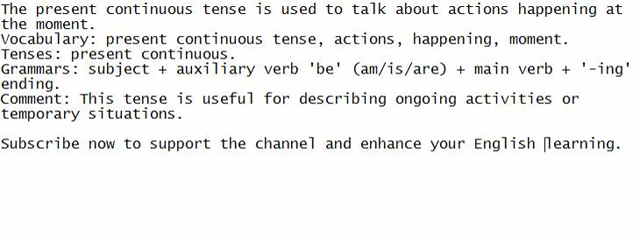 The present continuous tense is used to talk about actions happening at
the moment.
Vocabulary: present continuous tense, actions, happening, moment.
Tenses: present continuous.
Grammars: subject + auxiliary verb 'be' (am/is/are) + main verb + '-ing'
ending.
Comment: This tense is useful for describing ongoing activities or
temporary situations.
Subscribe now to support the channel and enhance your English learning.